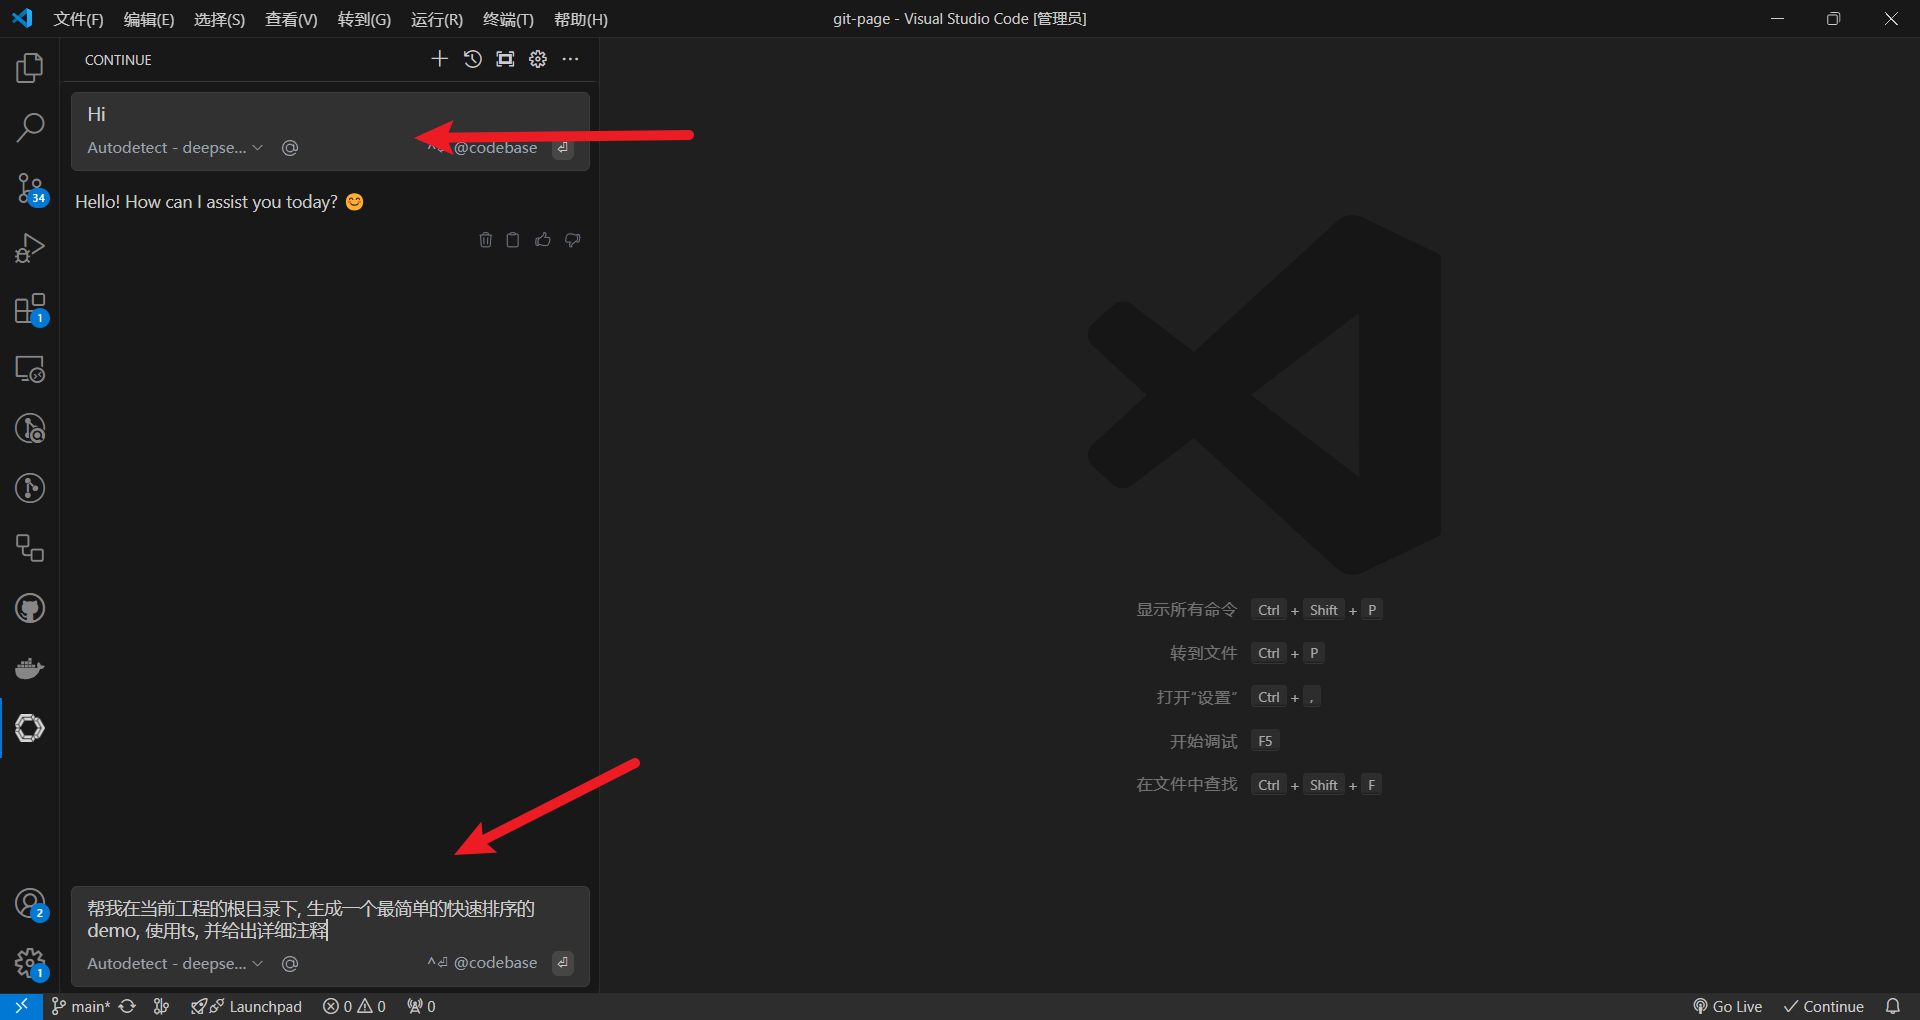 文件(F) 编辑(E) 选择(S) 查看(V) 转到(G) 运行(R) 终端(T) 帮助(H)
git-page - Visual Studio Code [管理员]
CONTINUE
Hi
Autodetect - deepse...
@codebase
Hello! How can I assist you today? 😊
34
1
显示所有命令 Ctrl + Shift + P
转到文件 Ctrl + P
打开"设置" Ctrl + ,
开始调试 F5
在文件中查找 Ctrl + Shift + F
2
1
帮我在当前工程的根目录下, 生成一个最简单的快速排序的
demo, 使用ts, 并给出详细注释
Autodetect - deepse... @ ^⏎ @codebase ⏎
main* Launchpad 0 0 0 Go Live Continue